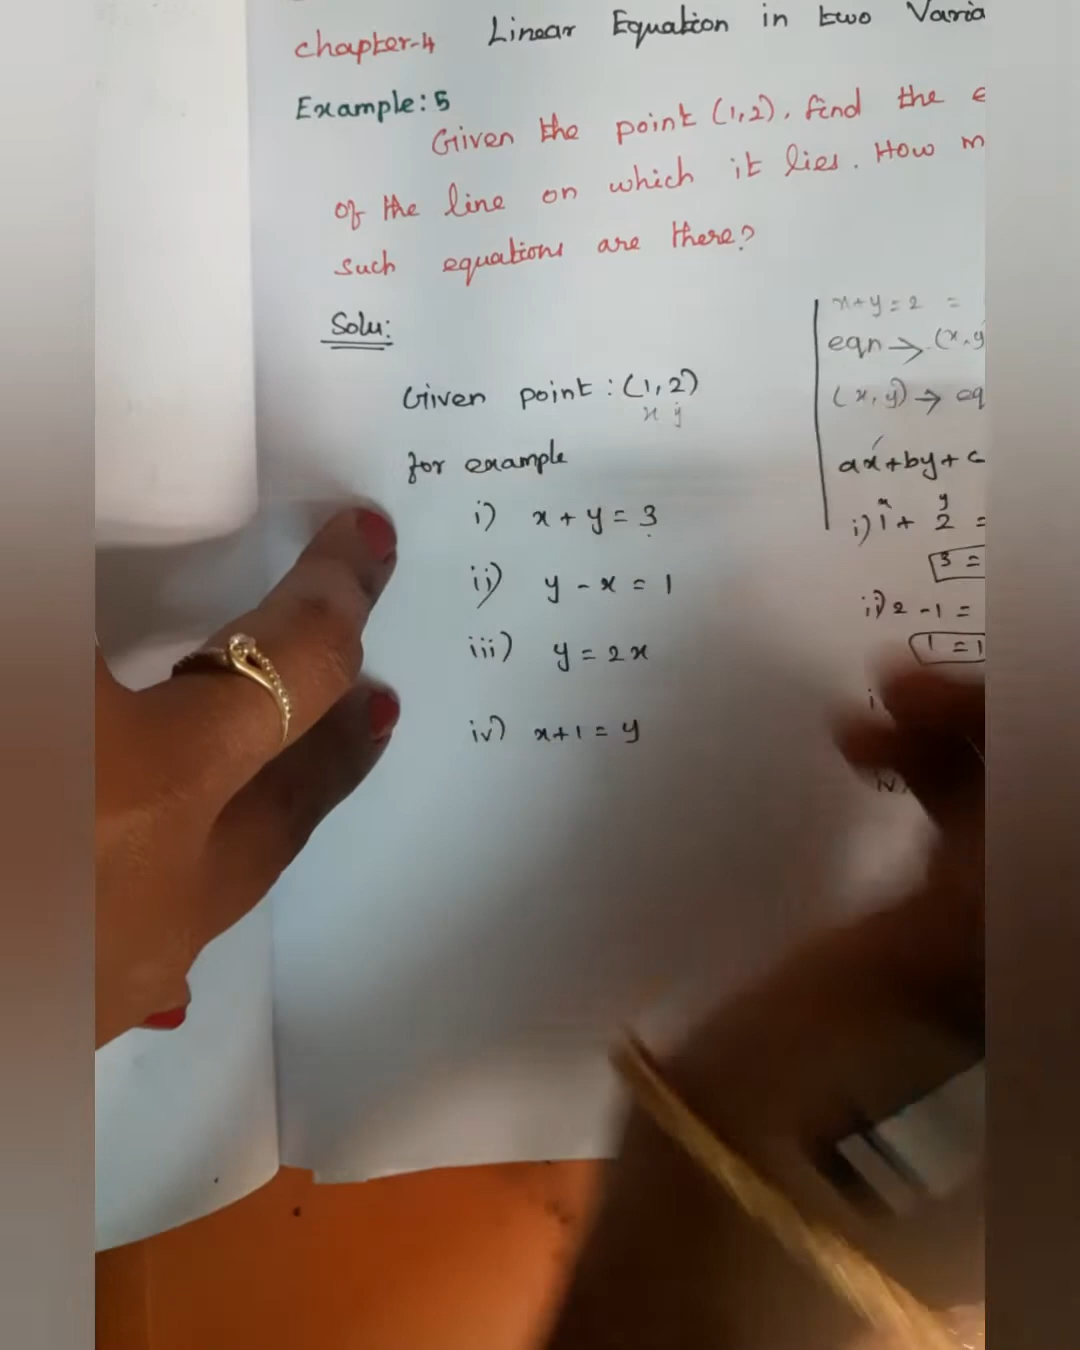 Chapter-4 Linear Equation in two Varia
Example: 5
Given the point (1,2), find the e
of the line on which it lies. How m
such equations are there?
Solu:
Given point : (1, 2)
x y
for example
i) x + y = 3
ii) y - x = 1
iii) y = 2x
iv) x+1 = y
x+y=2 =
eqn → (x,y
(x,y) → eq
ax+by+c
x y
i) 1 + 2 =
3 =
ii) 2 -1 =
1 = 1